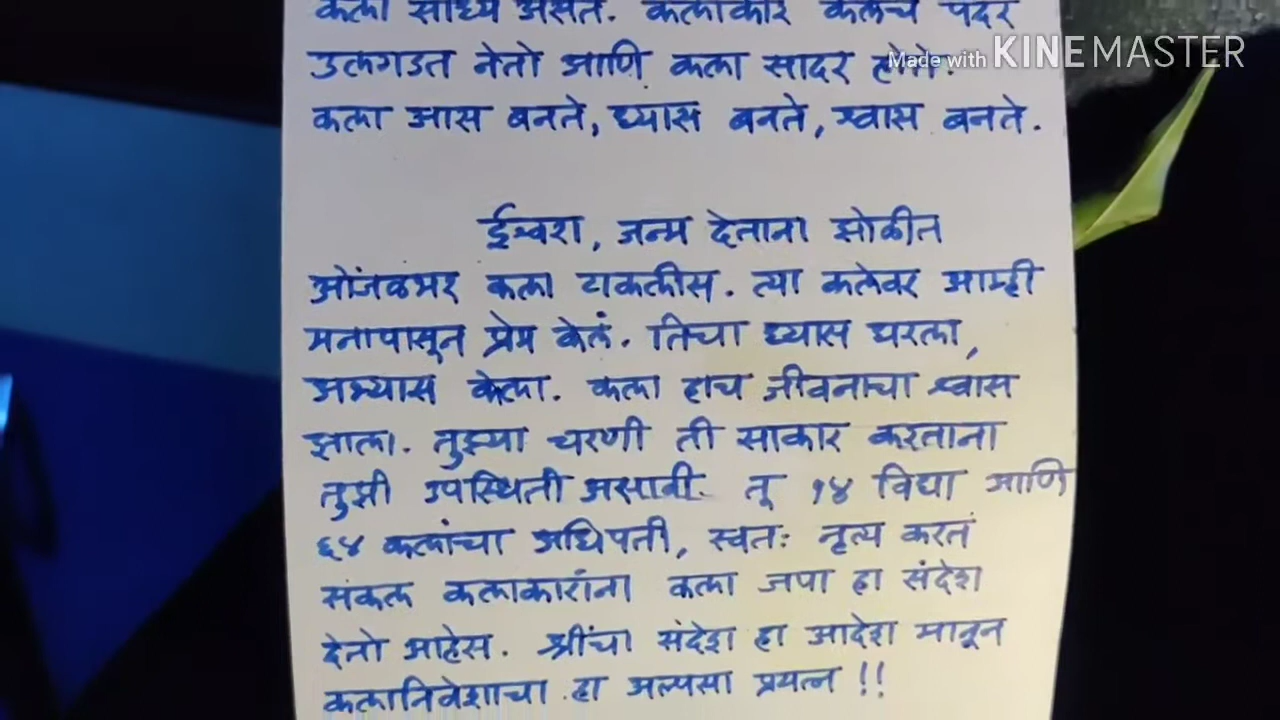 कला साध्य असते. कलाकार कलेचे पदर
उलगडत नेतो आणि कला सादर होते.
Made with KINEMASTER
कला आस बनते, ध्यास बनते, श्वास बनते.
ईश्वरा, जन्म देताना झोळीत
ओंजळभर कला टाकलीस. त्या कलेवर आम्ही
मनापासून प्रेम केलं. तिचा ध्यास धरला,
अभ्यास केला. कला हाच जीवनाचा श्वास
झाला. तुझ्या चरणी ती साकार करताना
तुझी उपस्थिती असावी. तू १४ विद्या आणि
६४ कलांचा अधिपती, स्वतः नृत्य करत
सकल कलाकारांना कला जपा हा संदेश
देतो आहेस. श्रींचा संदेश हा आदेश मानून
कलानिवेशाचा हा अल्पसा प्रयत्न !!